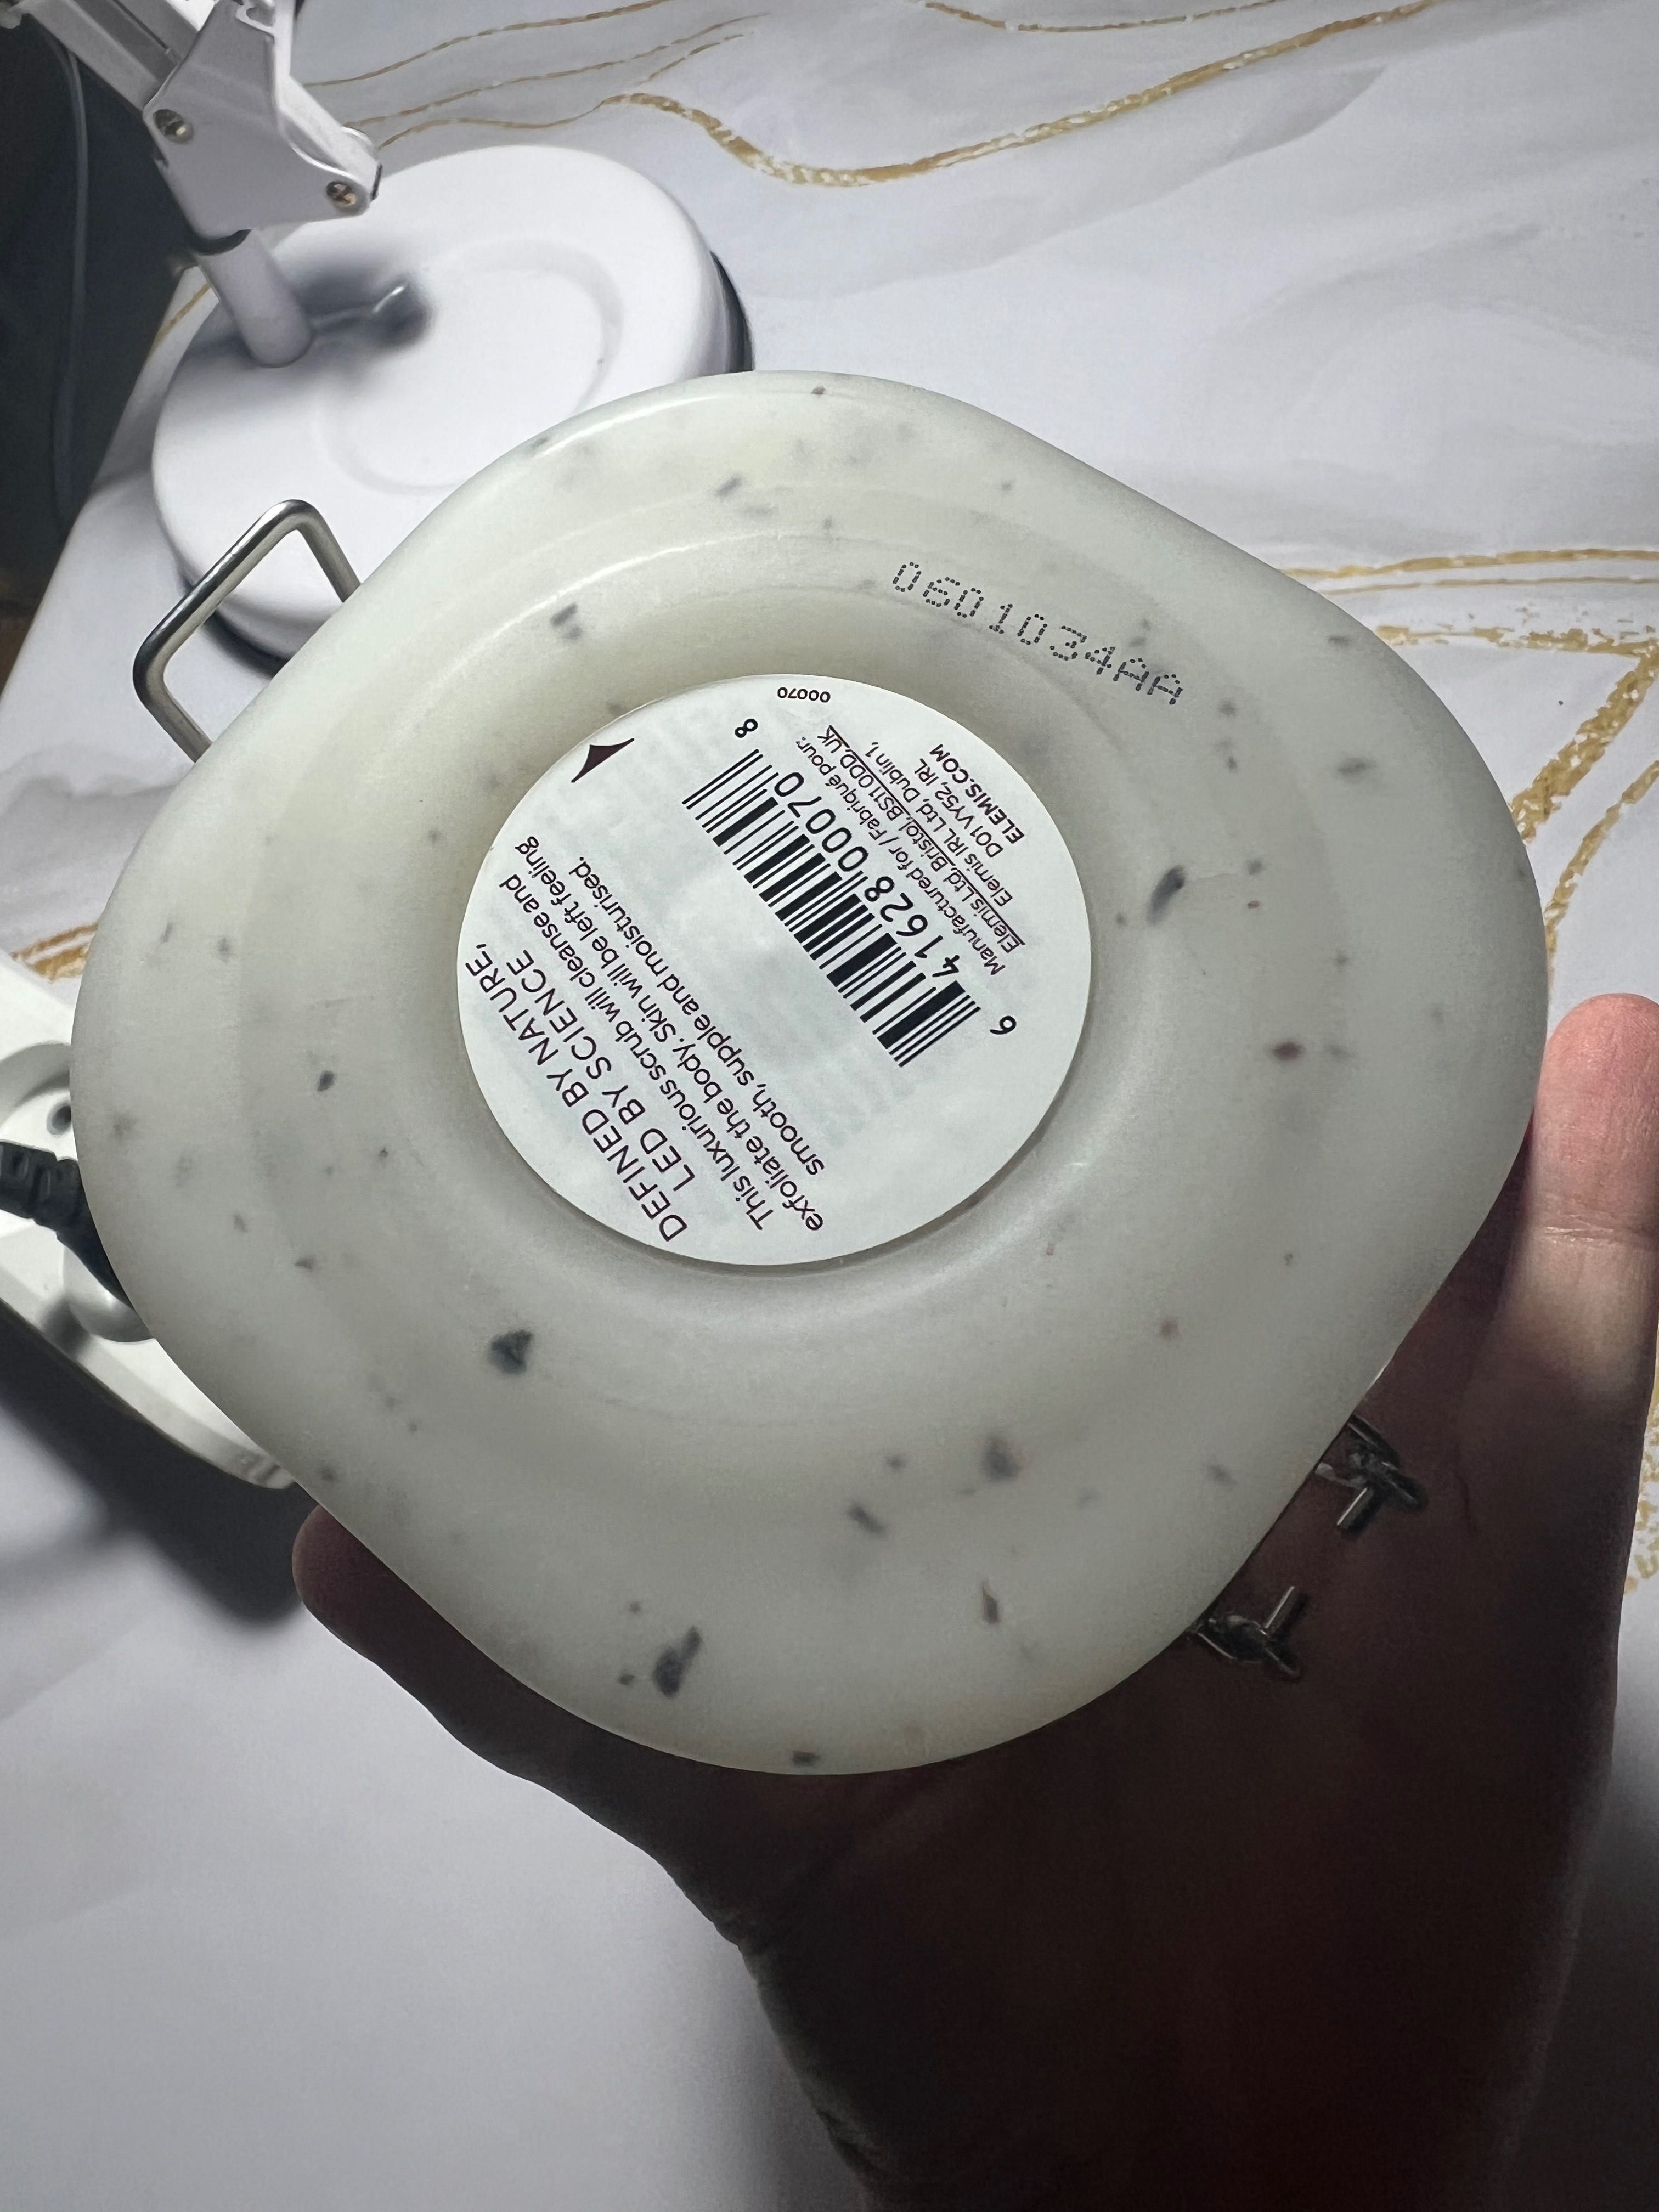 0601034AA
DEFINED BY NATURE,
LED BY SCIENCE
This luxurious scrub will cleanse and
exfoliate the body. Skin will be left feeling
smooth, supple and moisturised.
6 41628 00070 8
Manufactured for / Fabriqué pour:
Elemis Ltd, Bristol, BS11 0DD, UK
Elemis IRL Ltd, Dublin 1,
D01 VY52, IRL
ELEMIS.COM
00070